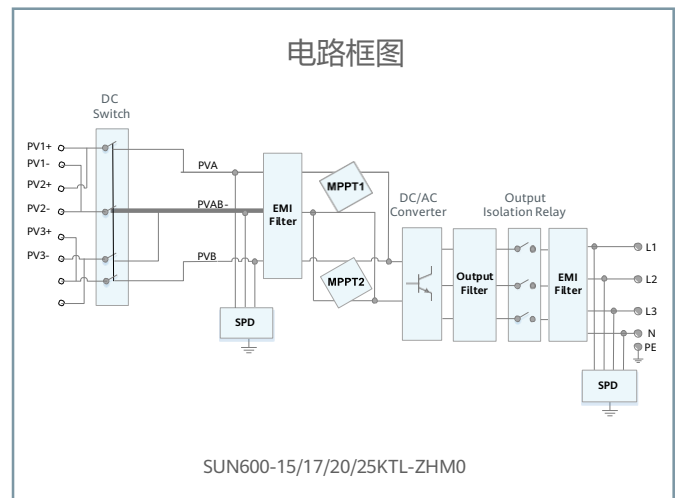 电路框图
DC
Switch
PV1+
PV1-
PV2+
PV2-
PV3+
PV3-
PVA
PVAB-
PVB
EMI
Filter
SPD
MPPT1
MPPT2
DC/AC
Converter
Output
Filter
Output
Isolation Relay
EMI
Filter
L1
L2
L3
N
PE
SPD
SUN600-15/17/20/25KTL-ZHM0